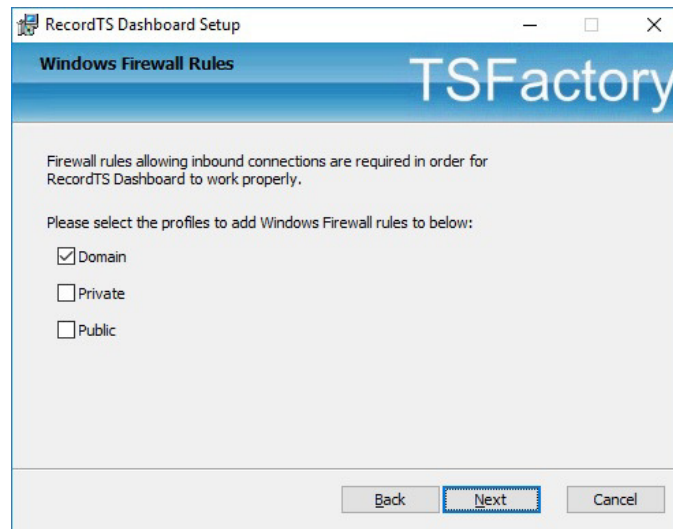 RecordTS Dashboard Setup
Windows Firewall Rules
TSFactory
Firewall rules allowing inbound connections are required in order for
RecordTS Dashboard to work properly.
Please select the profiles to add Windows Firewall rules to below:
Domain
Private
Public
Back Next Cancel